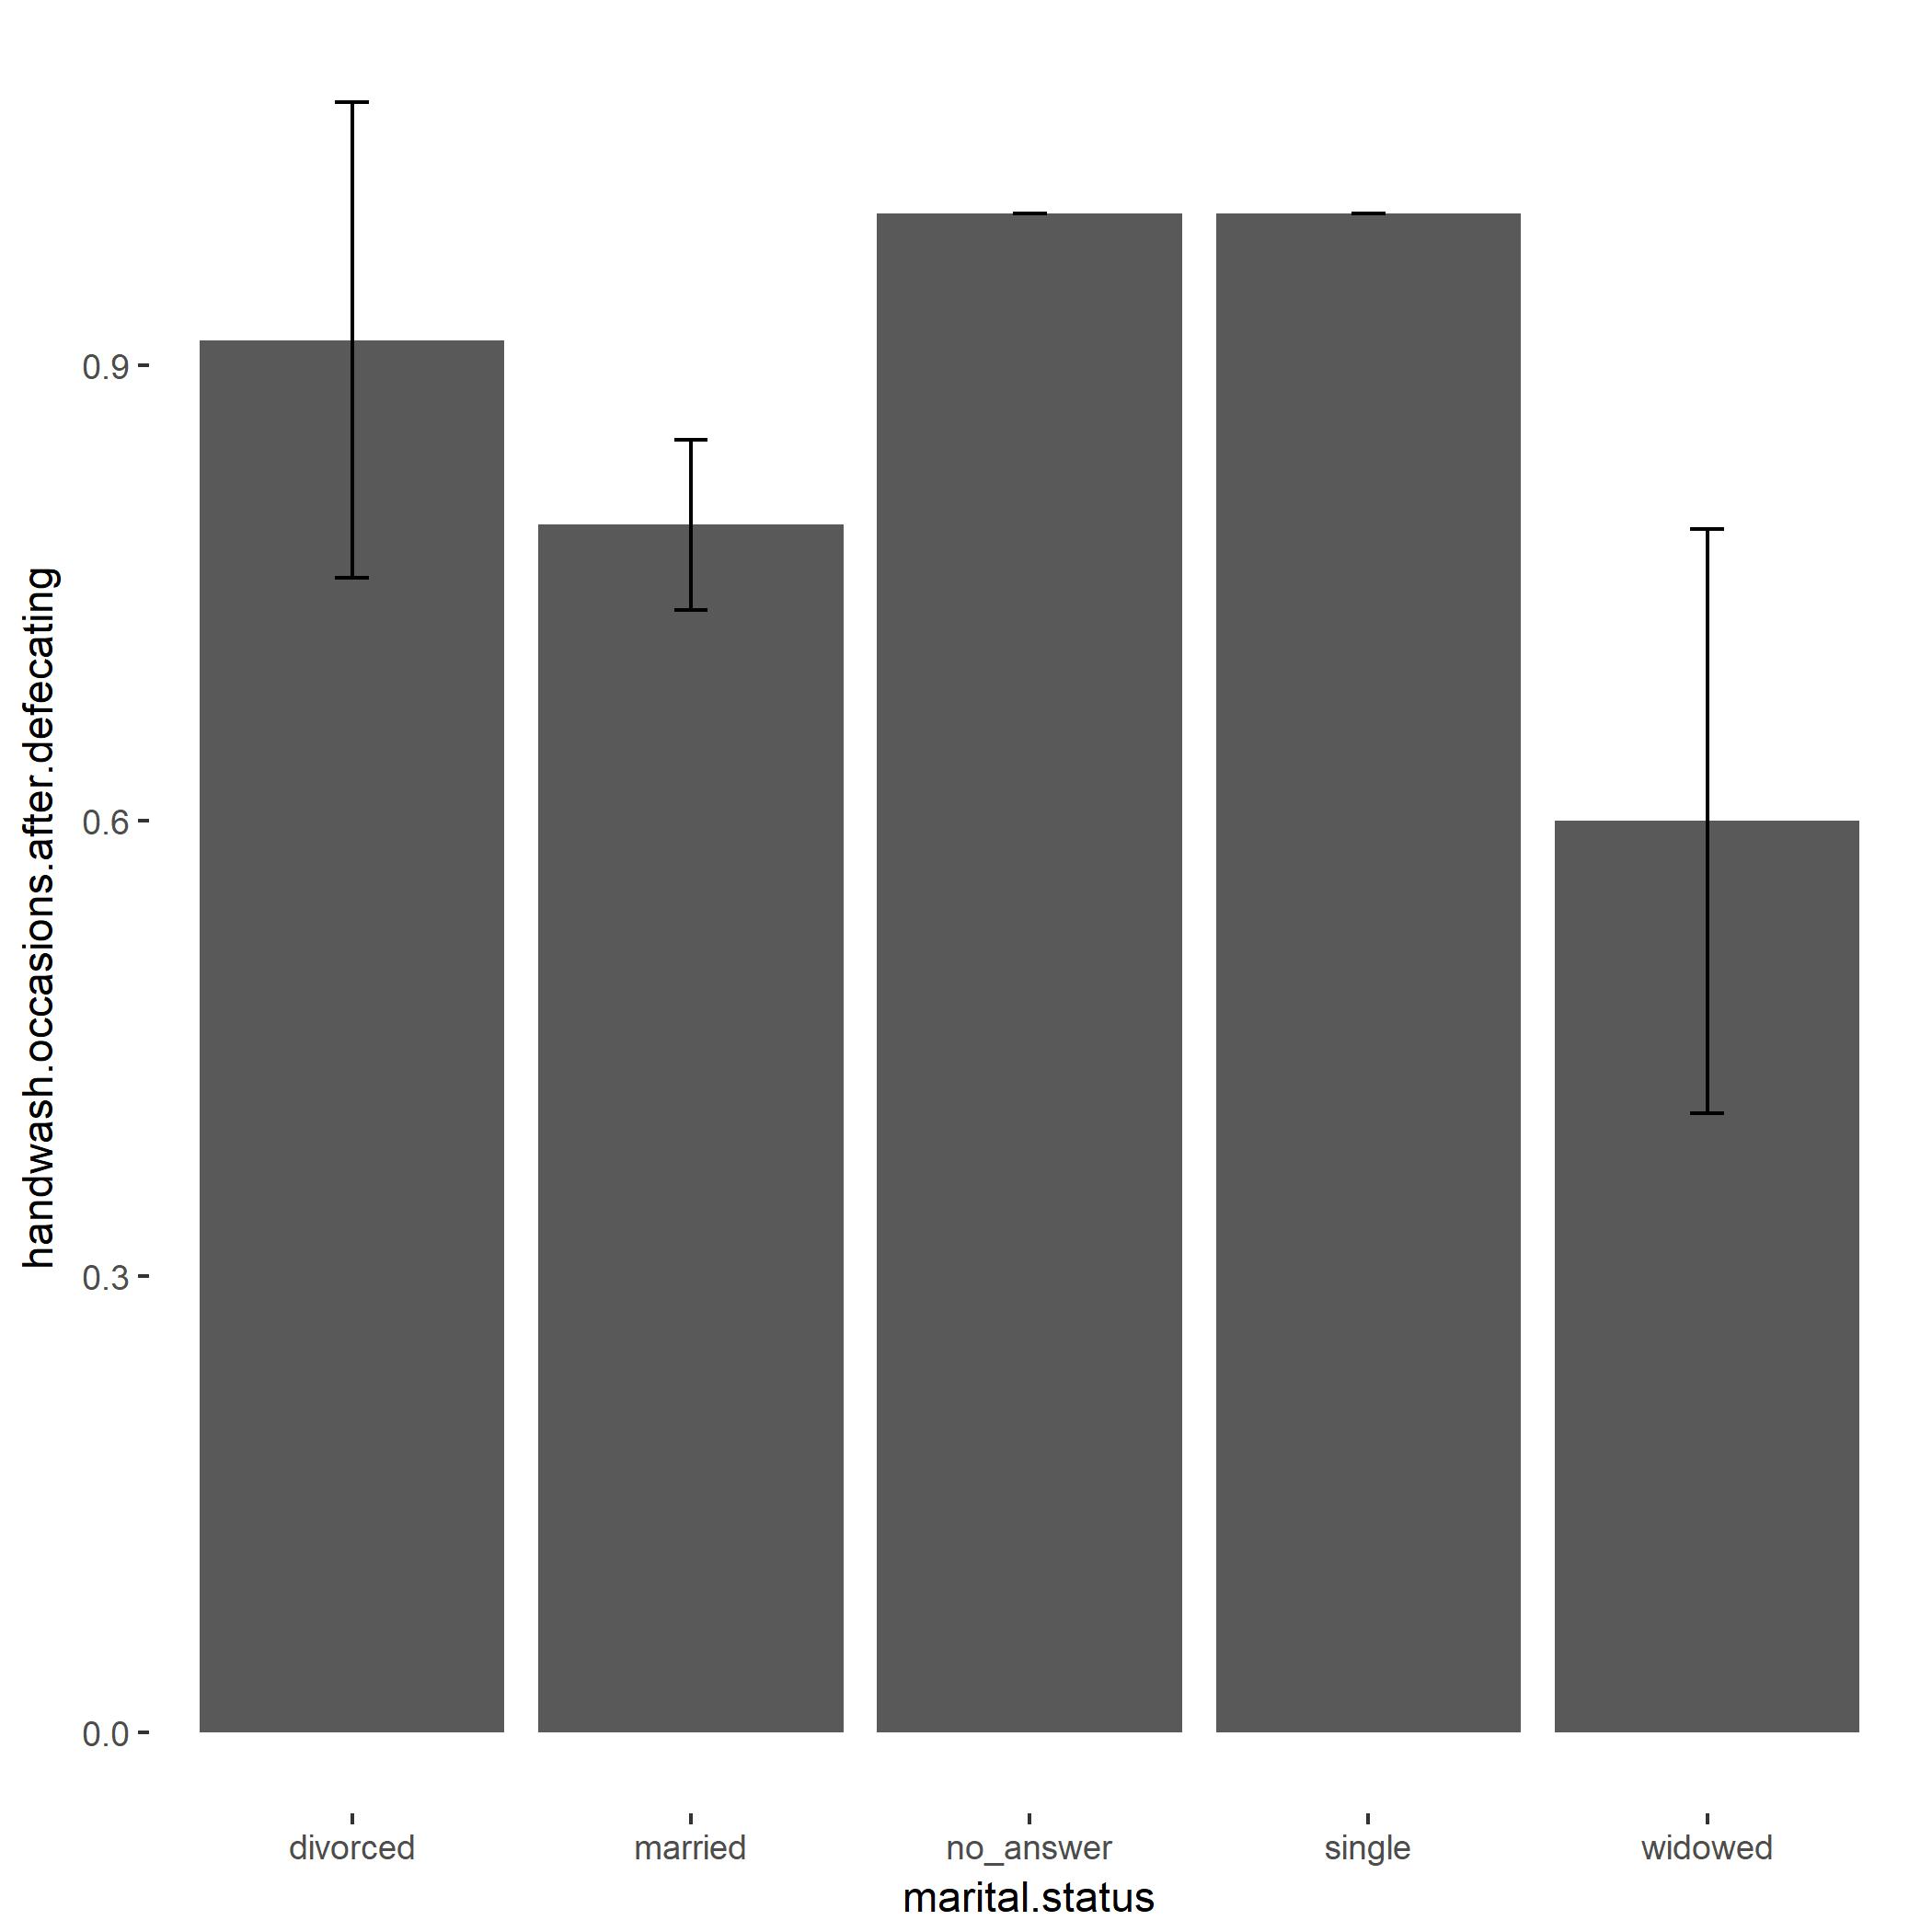 handwash.occasions.after.defecating
0.9
0.6
0.3
0.0
divorced married no_answer single widowed
marital.status